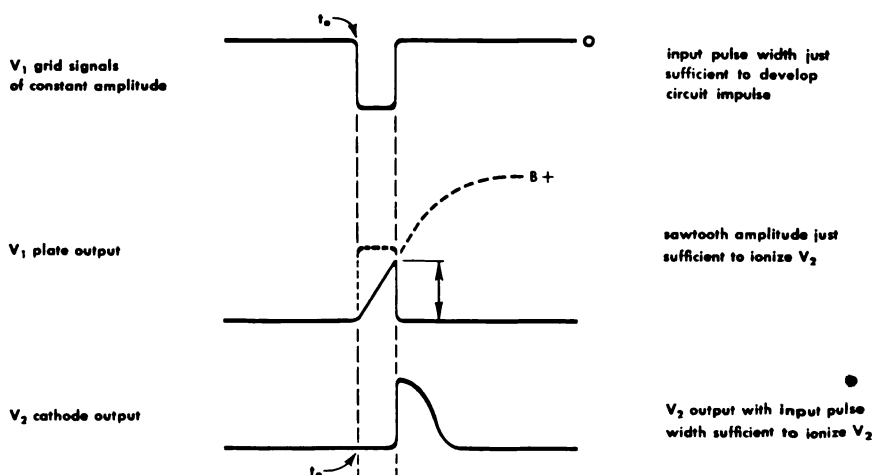 t₀
O
V₁ grid signals
of constant amplitude
input pulse width just
sufficient to develop
circuit impulse
B +
V₁ plate output
sawtooth amplitude just
sufficient to ionize V₂
V₂ cathode output
V₂ output with input pulse
width sufficient to ionize V₂
t₀